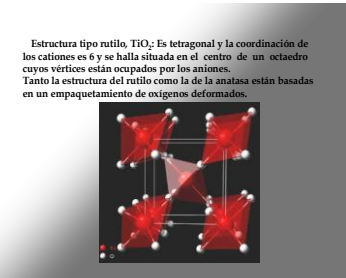 Estructura tipo rutilo, TiO₂: Es tetragonal y la coordinación de
los cationes es 6 y se halla situada en el centro de un octaedro
cuyos vértices están ocupados por los aniones.
Tanto la estructura del rutilo como la de la anatasa están basadas
en un empaquetamiento de oxígenos deformados.